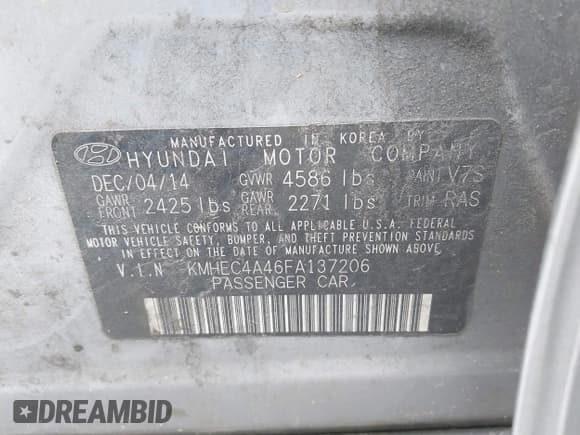 MANUFACTURED IN KOREA BY
HYUNDAI MOTOR COMPANY
DEC/04/14 GVWR 4586 lbs PAINT V7S
GAWR FRONT 2425 lbs GAWR REAR 2271 lbs TRIM RAS
THIS VEHICLE CONFORMS TO ALL APPLICABLE U.S.A. FEDERAL
MOTOR VEHICLE SAFETY, BUMPER, AND THEFT PREVENTION STANDARDS
IN EFFECT ON THE DATE OF MANUFACTURE SHOWN ABOVE.
V.I.N KMHEC4A46FA137206
PASSENGER CAR
DREAMBID